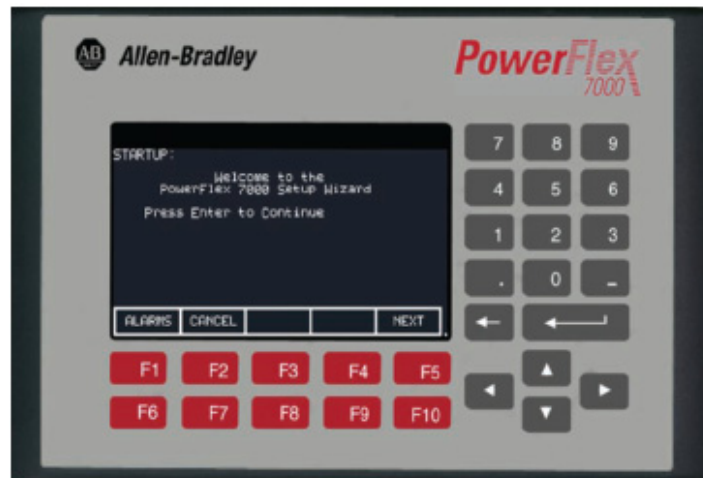 AB Allen-Bradley
PowerFlex
7000
STARTUP:
Welcome to the
PowerFlex 7000 Setup Wizard
Press Enter to Continue
ALARMS CANCEL NEXT
7 8 9
4 5 6
1 2 3
. 0 -
F1 F2 F3 F4 F5
F6 F7 F8 F9 F10